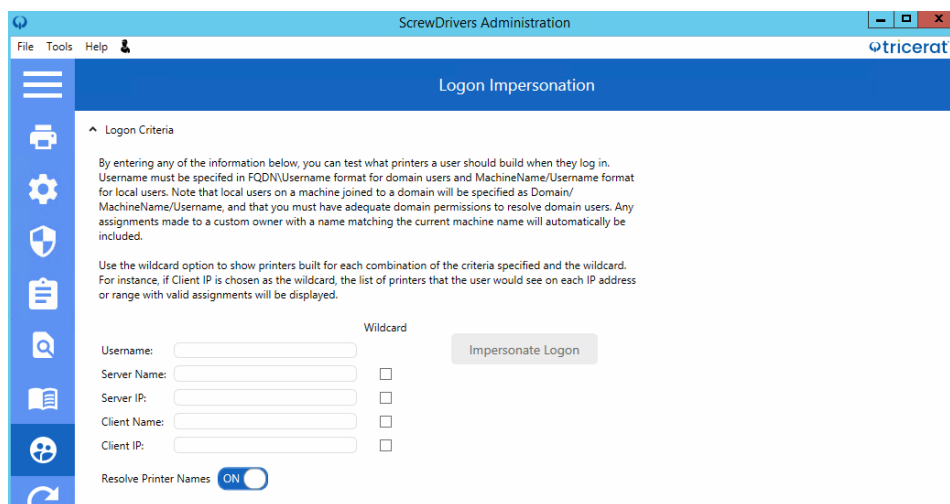 ScrewDrivers Administration
File Tools Help
tricerat
Logon Impersonation
Logon Criteria
By entering any of the information below, you can test what printers a user should build when they log in.
Username must be specifed in FQDN\Username format for domain users and MachineName/Username format
for local users. Note that local users on a machine joined to a domain will be specified as Domain/
MachineName/Username, and that you must have adequate domain permissions to resolve domain users. Any
assignments made to a custom owner with a name matching the current machine name will automatically be
included.
Use the wildcard option to show printers built for each combination of the criteria specified and the wildcard.
For instance, if Client IP is chosen as the wildcard, the list of printers that the user would see on each IP address
or range with valid assignments will be displayed.
Wildcard
Username:
Impersonate Logon
Server Name:
Server IP:
Client Name:
Client IP:
Resolve Printer Names ON